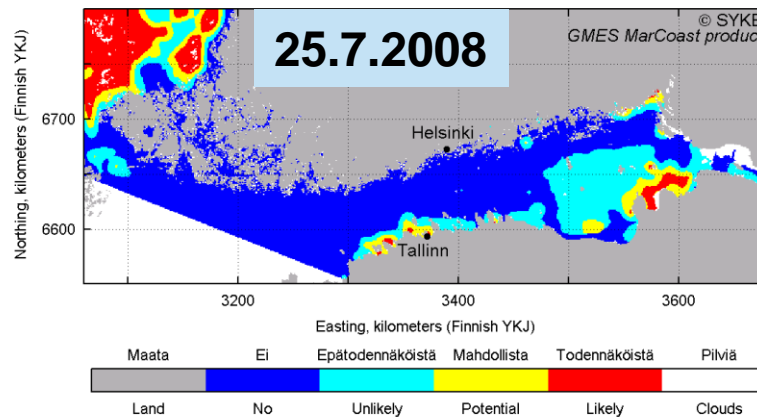 25.7.2008
© SYKE
GMES MarCoast produc
Northing, kilometers (Finnish YKJ)
6700
6600
Helsinki
Tallinn
3200 3400 3600
Easting, kilometers (Finnish YKJ)
Maata Ei Epätodennäköistä Mahdollista Todennäköistä Pilviä
Land No Unlikely Potential Likely Clouds